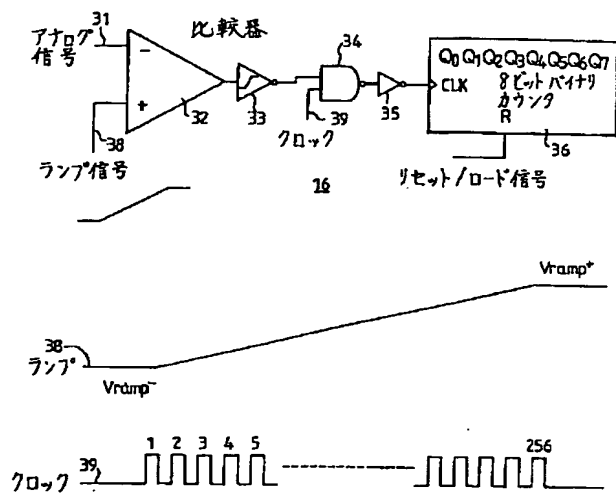 31
アナログ
信号
比較器
34
Q0 Q1 Q2 Q3 Q4 Q5 Q6 Q7
CLK 8ビットバイナリ
カウンタ
R
−
+
32
33
39
35
36
38
クロック
ランプ信号
16
リセット/ロード信号
Vramp+
38
ランプ
Vramp-
1 2 3 4 5
256
クロック
39